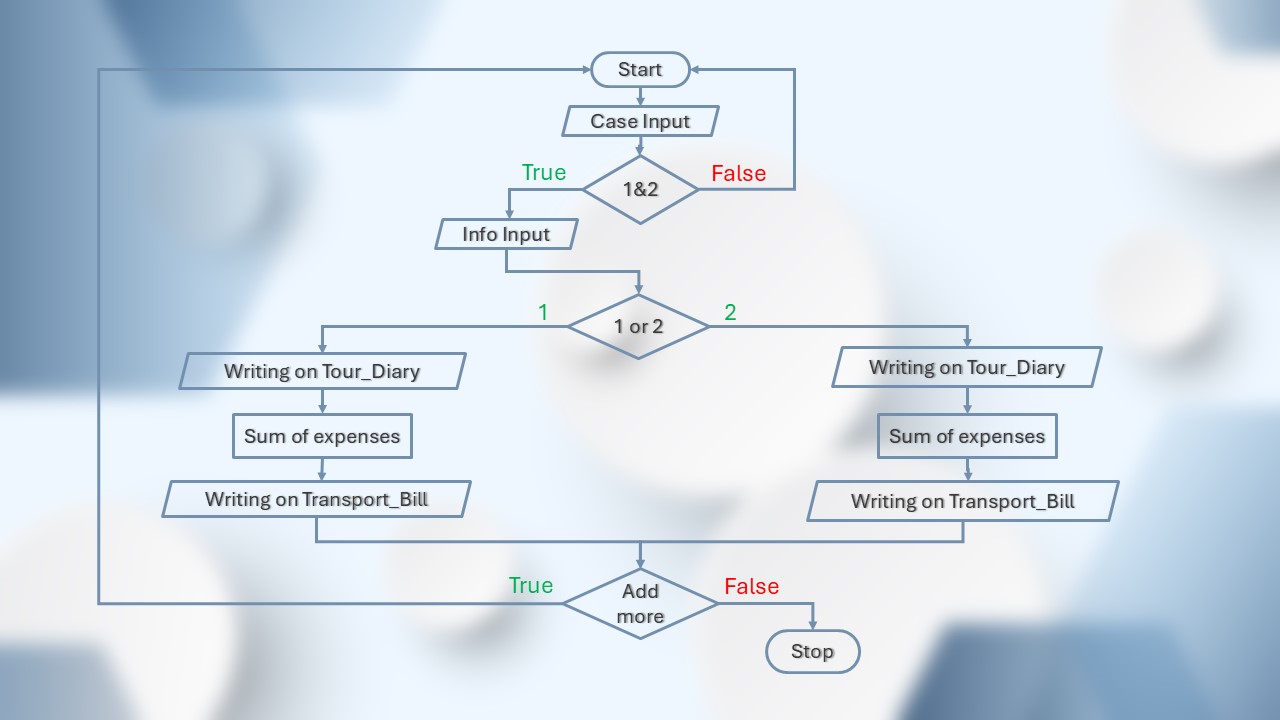 Start
Case Input
True
False
1&2
Info Input
1
2
1 or 2
Writing on Tour_Diary
Writing on Tour_Diary
Sum of expenses
Sum of expenses
Writing on Transport_Bill
Writing on Transport_Bill
True
False
Add
more
Stop